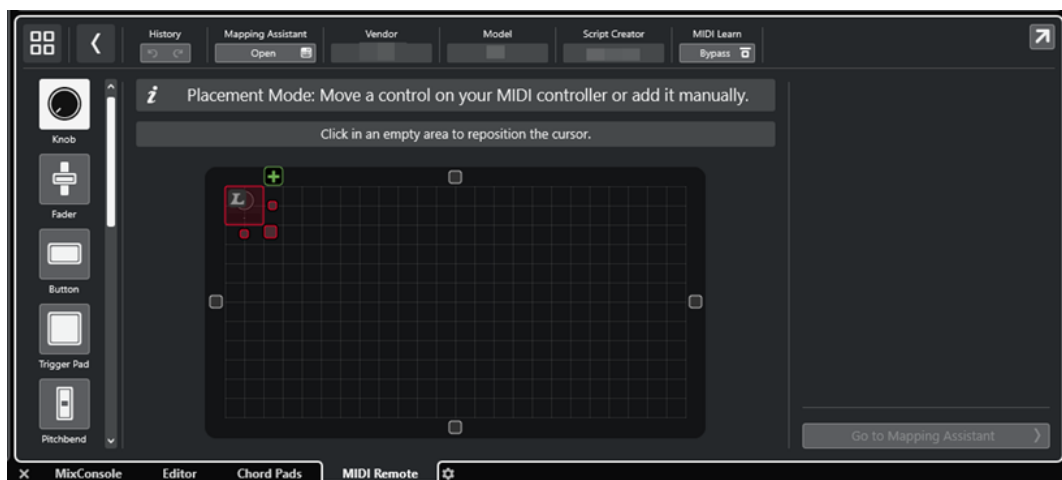 History
Mapping Assistant
Vendor
Model
Script Creator
MIDI Learn
Open
Bypass
i Placement Mode: Move a control on your MIDI controller or add it manually.
Click in an empty area to reposition the cursor.
L
Knob
Fader
Button
Trigger Pad
Pitchbend
Go to Mapping Assistant
MixConsole Editor Chord Pads MIDI Remote